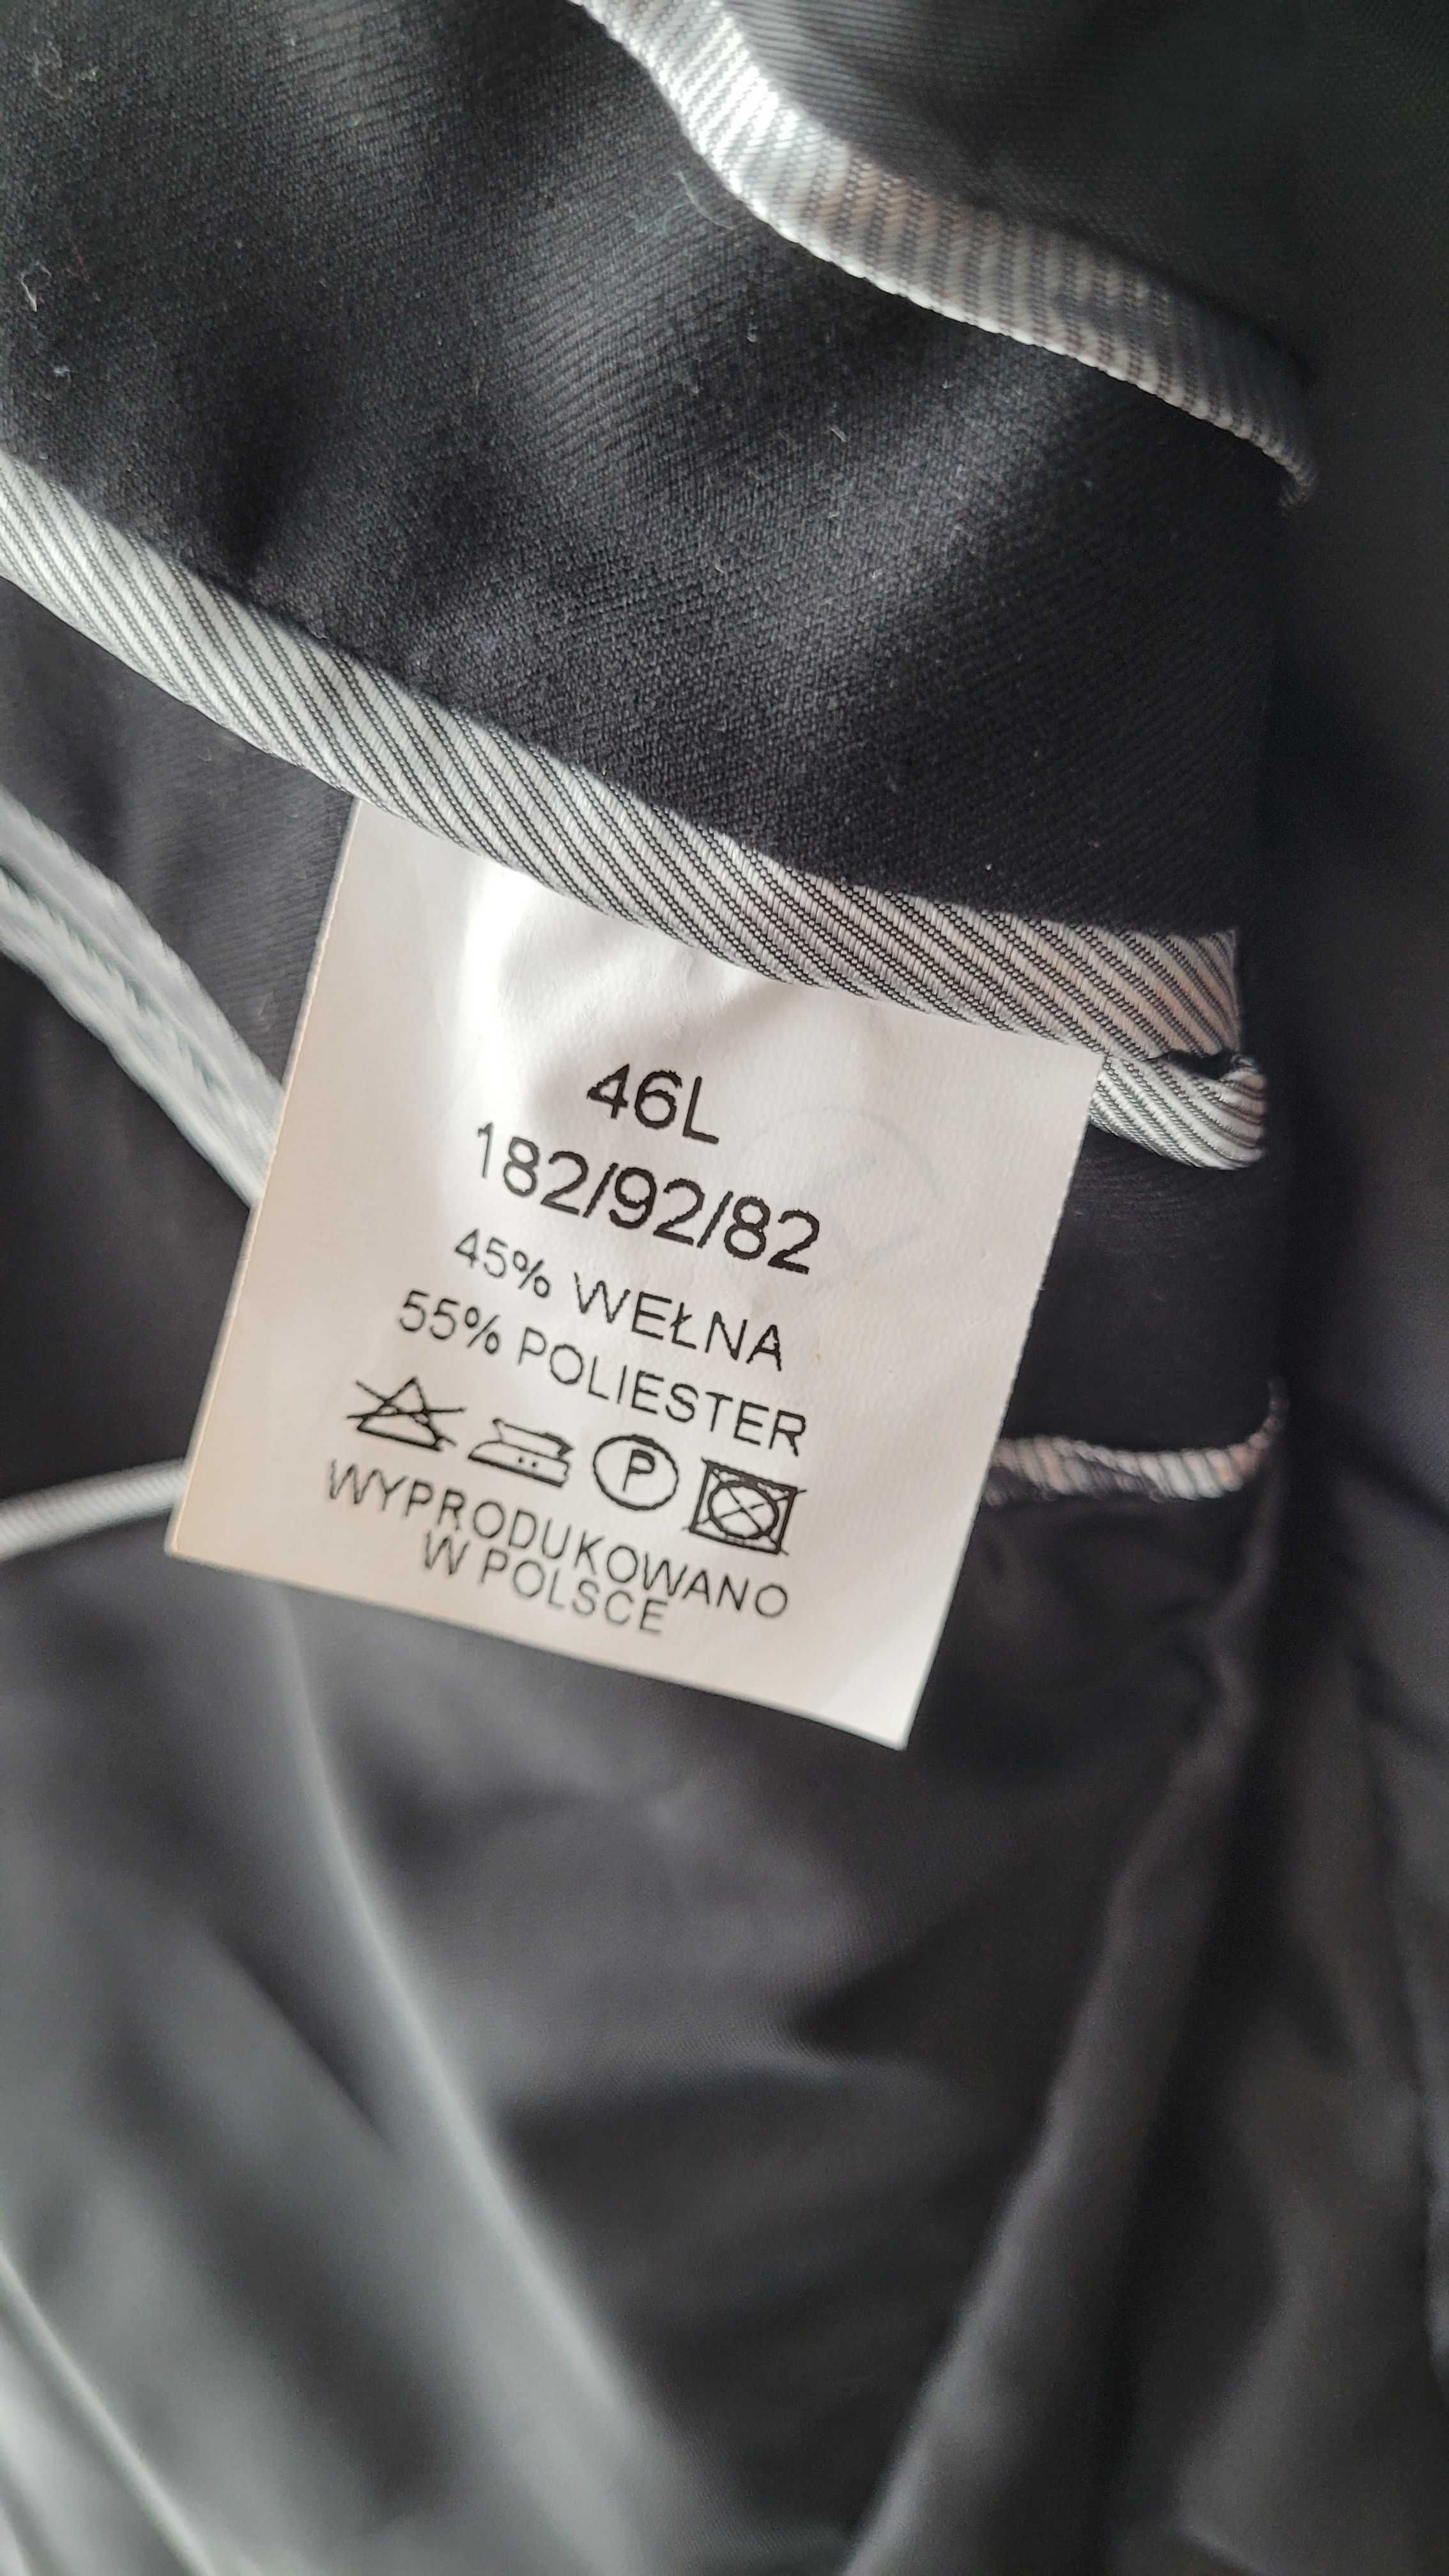 46L
182/92/82
45% WEŁNA
55% POLIESTER
P
WYPRODUKOWANO
W POLSCE